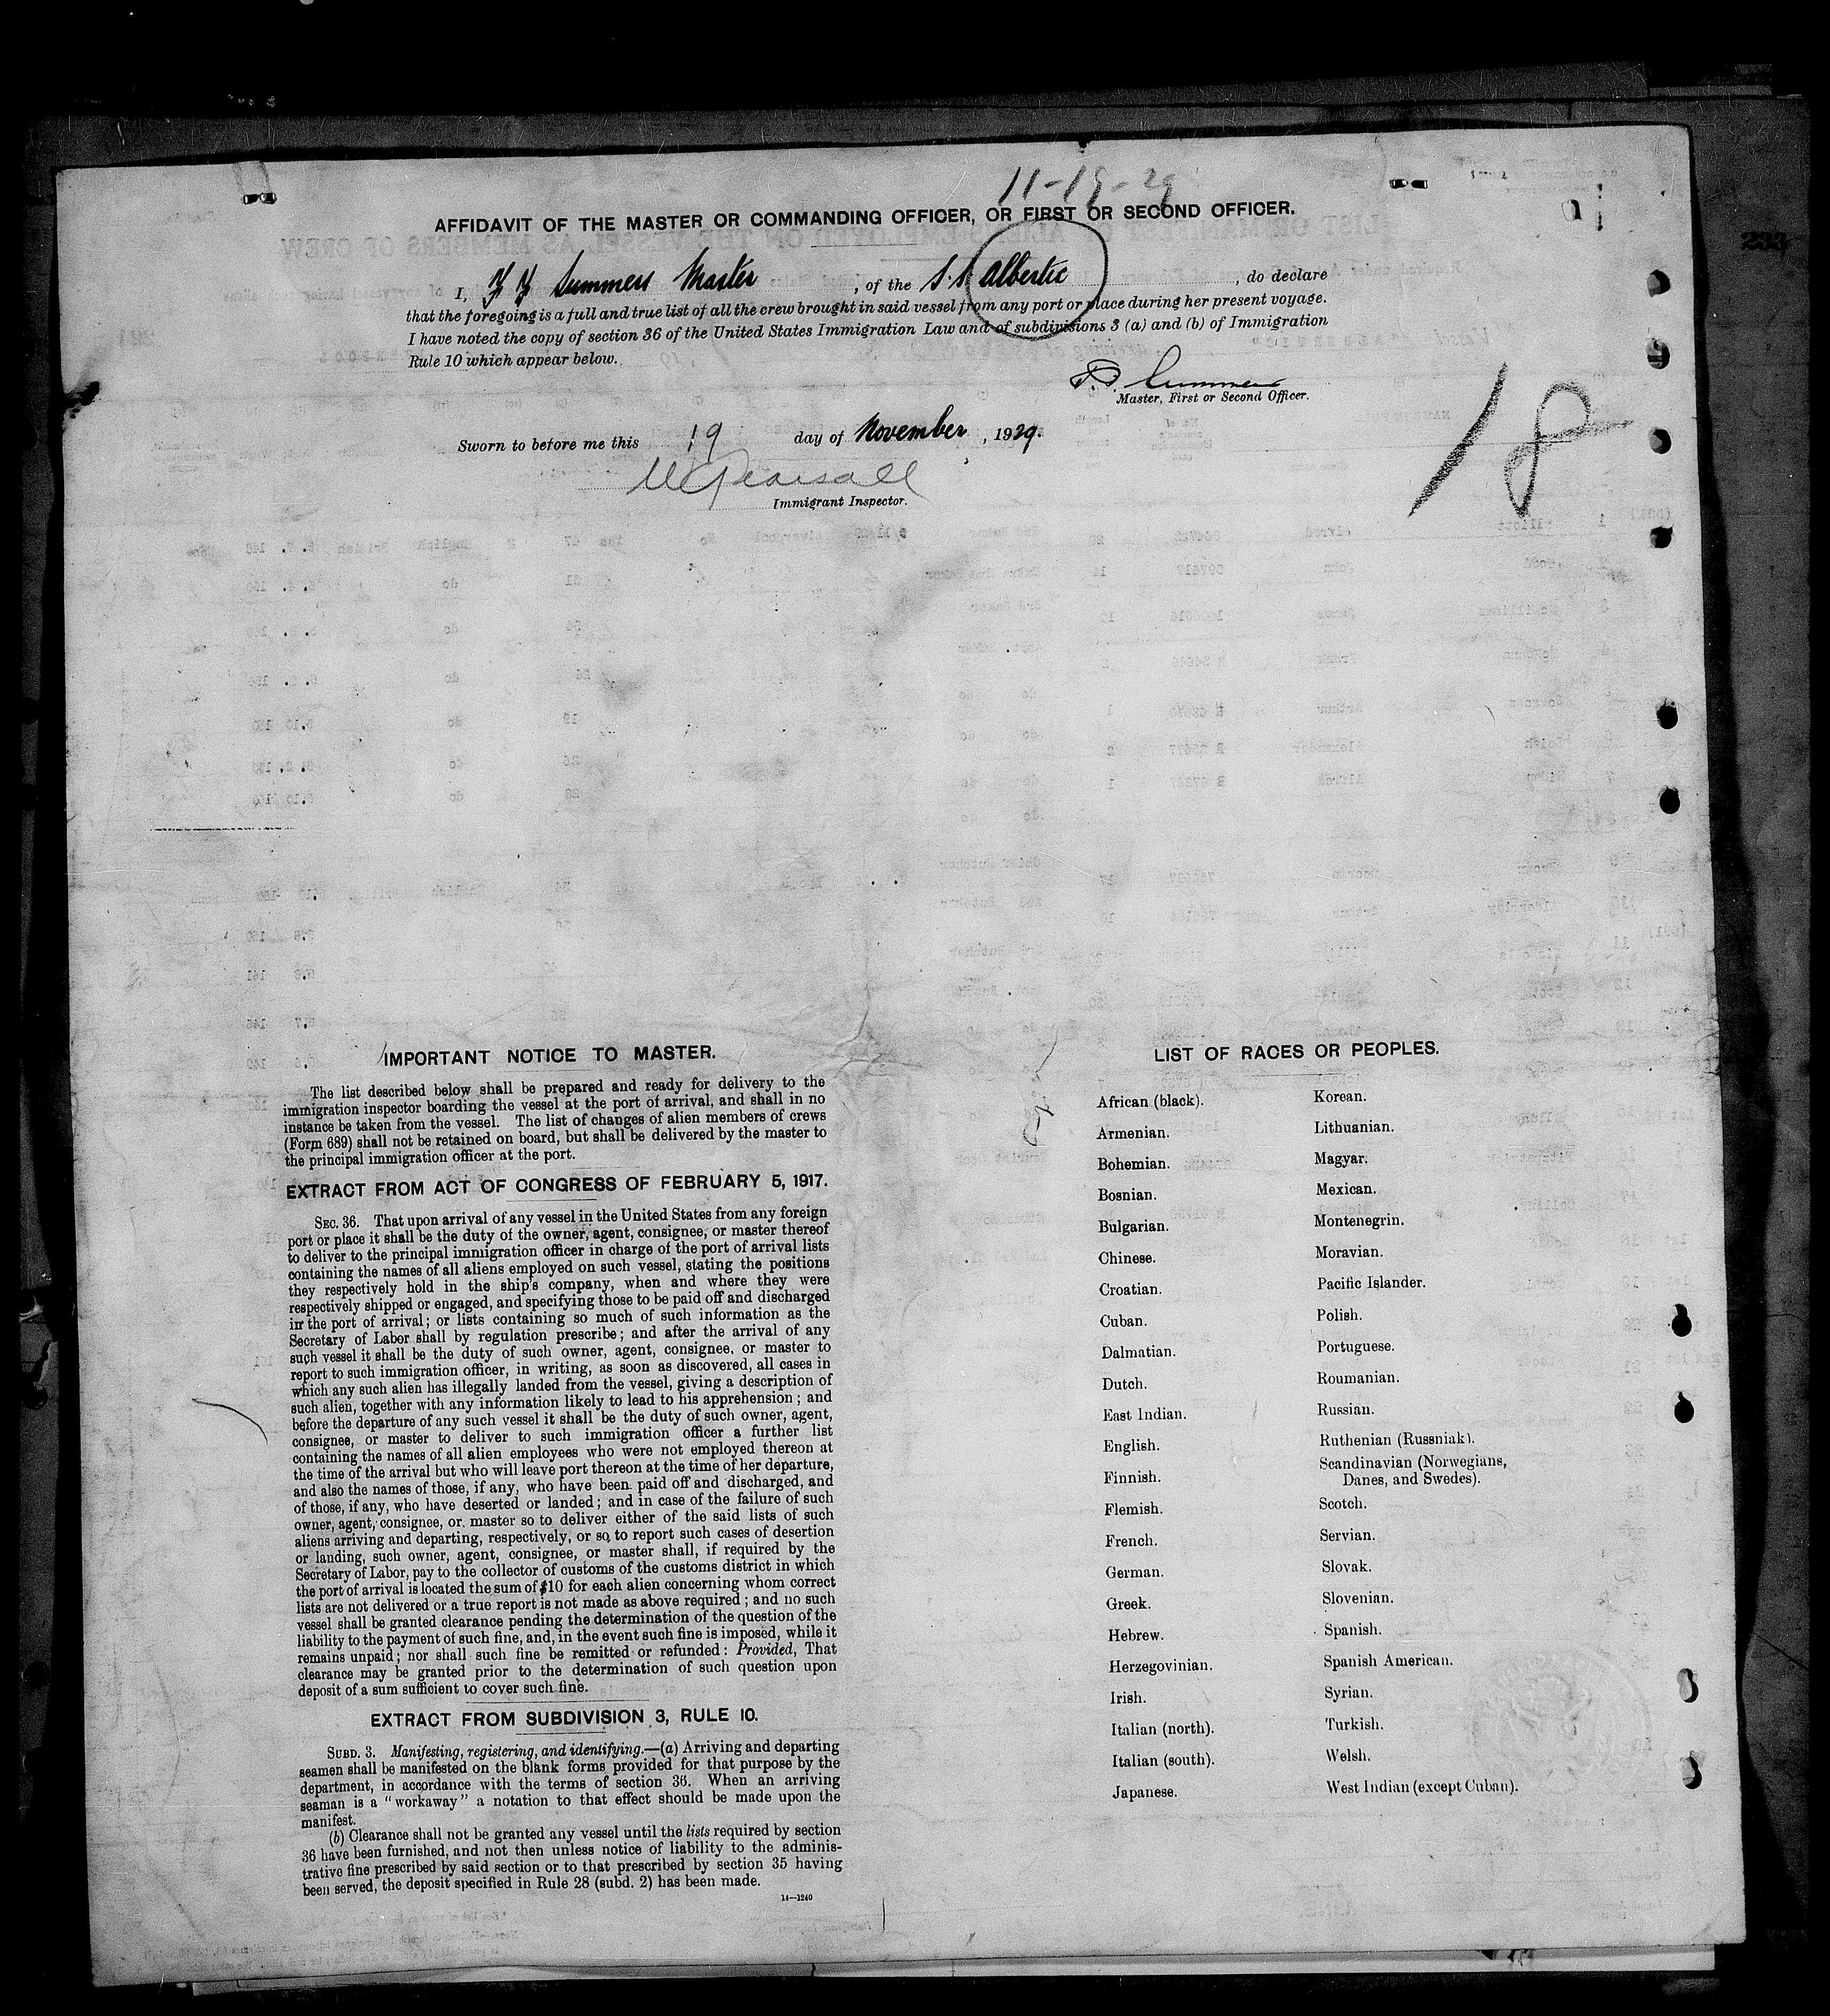 11-19-29
AFFIDAVIT OF THE MASTER OR COMMANDING OFFICER, OR FIRST OR SECOND OFFICER.
I, F F Summers Master, of the S.S Albertic, do declare
that the foregoing is a full and true list of all the crew brought in said vessel from any port or place during her present voyage.
I have noted the copy of section 36 of the United States Immigration Law and of subdivisions 3 (a) and (b) of Immigration
Rule 10 which appear below.
Summers
Master, First or Second Officer.
18
Sworn to before me this 19 day of November, 1929.
Pearsall
Immigrant Inspector.
233
IMPORTANT NOTICE TO MASTER.
The list described below shall be prepared and ready for delivery to the
immigration inspector boarding the vessel at the port of arrival, and shall in no
instance be taken from the vessel. The list of changes of alien members of crews
(Form 689) shall not be retained on board, but shall be delivered by the master to
the principal immigration officer at the port.
EXTRACT FROM ACT OF CONGRESS OF FEBRUARY 5, 1917.
SEC. 36. That upon arrival of any vessel in the United States from any foreign
port or place it shall be the duty of the owner, agent, consignee, or master thereof
to deliver to the principal immigration officer in charge of the port of arrival lists
containing the names of all aliens employed on such vessel, stating the positions
they respectively hold in the ship's company, when and where they were
respectively shipped or engaged, and specifying those to be paid off and discharged
in the port of arrival; or lists containing so much of such information as the
Secretary of Labor shall by regulation prescribe; and after the arrival of any
such vessel it shall be the duty of such owner, agent, consignee, or master to
report to such immigration officer, in writing, as soon as discovered, all cases in
which any such alien has illegally landed from the vessel, giving a description of
such alien, together with any information likely to lead to his apprehension; and
before the departure of any such vessel it shall be the duty of such owner, agent,
consignee, or master to deliver to such immigration officer a further list
containing the names of all alien employees who were not employed thereon at
the time of the arrival but who will leave port thereon at the time of her departure,
and also the names of those, if any, who have been paid off and discharged, and
of those, if any, who have deserted or landed; and in case of the failure of such
owner, agent, consignee, or master so to deliver either of the said lists of such
aliens arriving and departing, respectively, or so to report such cases of desertion
or landing, such owner, agent, consignee, or master shall, if required by the
Secretary of Labor, pay to the collector of customs of the customs district in which
the port of arrival is located the sum of $10 for each alien concerning whom correct
lists are not delivered or a true report is not made as above required; and no such
vessel shall be granted clearance pending the determination of the question of the
liability to the payment of such fine, and, in the event such fine is imposed, while it
remains unpaid; nor shall such fine be remitted or refunded: Provided, That
clearance may be granted prior to the determination of such question upon
deposit of a sum sufficient to cover such fine.
EXTRACT FROM SUBDIVISION 3, RULE 10.
SUBD. 3. Manifesting, registering, and identifying.—(a) Arriving and departing
seamen shall be manifested on the blank forms provided for that purpose by the
department, in accordance with the terms of section 36. When an arriving
seaman is a "workaway" a notation to that effect should be made upon the
manifest.
(b) Clearance shall not be granted any vessel until the lists required by section
36 have been furnished, and not then unless notice of liability to the adminis-
trative fine prescribed by said section or to that prescribed by section 35 having
been served, the deposit specified in Rule 28 (subd. 2) has been made.
14—1240
LIST OF RACES OR PEOPLES.
African (black).
Armenian.
Bohemian.
Bosnian.
Bulgarian.
Chinese.
Croatian.
Cuban.
Dalmatian.
Dutch.
East Indian.
English.
Finnish.
Flemish.
French.
German.
Greek.
Hebrew.
Herzegovinian.
Irish.
Italian (north).
Italian (south).
Japanese.
Korean.
Lithuanian.
Magyar.
Mexican.
Montenegrin.
Moravian.
Pacific Islander.
Polish.
Portuguese.
Roumanian.
Russian.
Ruthenian (Russniak).
Scandinavian (Norwegians,
Danes, and Swedes).
Scotch.
Servian.
Slovak.
Slovenian.
Spanish.
Spanish American.
Syrian.
Turkish.
Welsh.
West Indian (except Cuban).